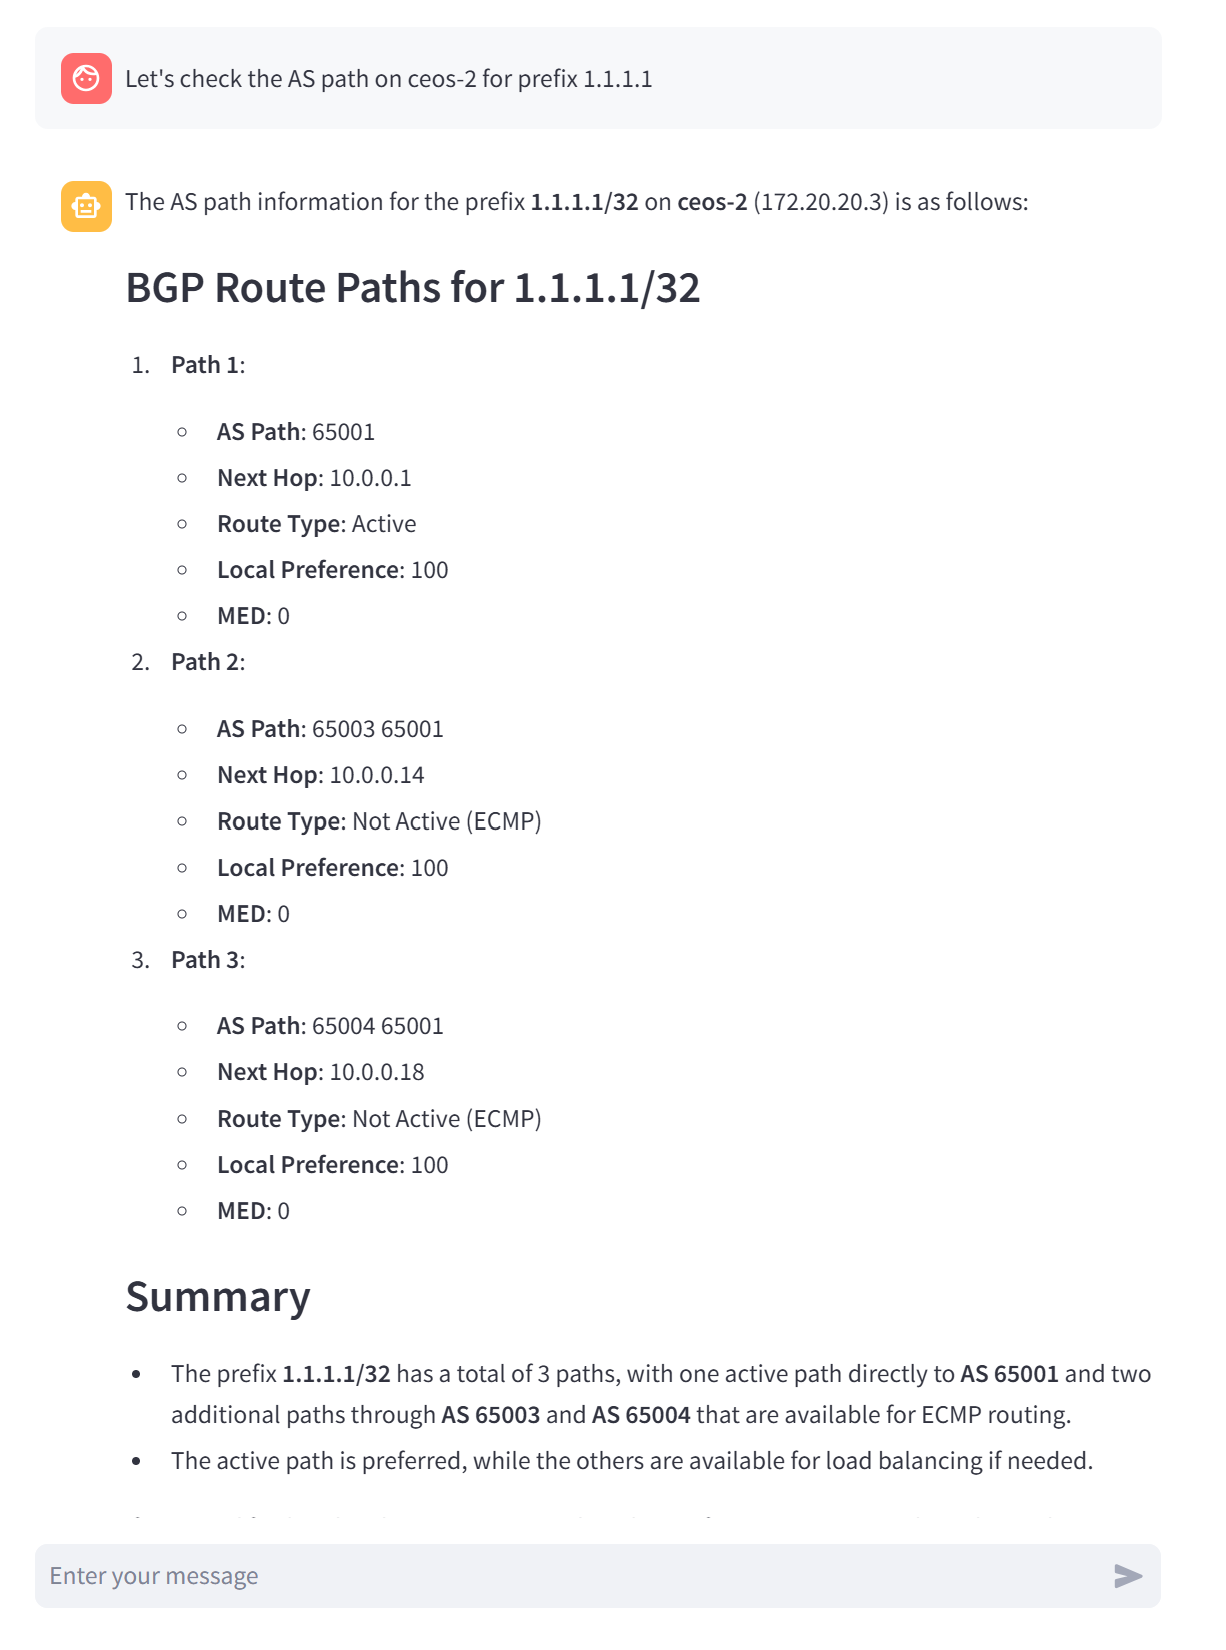 Let's check the AS path on ceos-2 for prefix 1.1.1.1
The AS path information for the prefix 1.1.1.1/32 on ceos-2 (172.20.20.3) is as follows:
BGP Route Paths for 1.1.1.1/32
1. Path 1:
AS Path: 65001
Next Hop: 10.0.0.1
Route Type: Active
Local Preference: 100
MED: 0
2. Path 2:
AS Path: 65003 65001
Next Hop: 10.0.0.14
Route Type: Not Active (ECMP)
Local Preference: 100
MED: 0
3. Path 3:
AS Path: 65004 65001
Next Hop: 10.0.0.18
Route Type: Not Active (ECMP)
Local Preference: 100
MED: 0
Summary
The prefix 1.1.1.1/32 has a total of 3 paths, with one active path directly to AS 65001 and two
additional paths through AS 65003 and AS 65004 that are available for ECMP routing.
The active path is preferred, while the others are available for load balancing if needed.
Enter your message